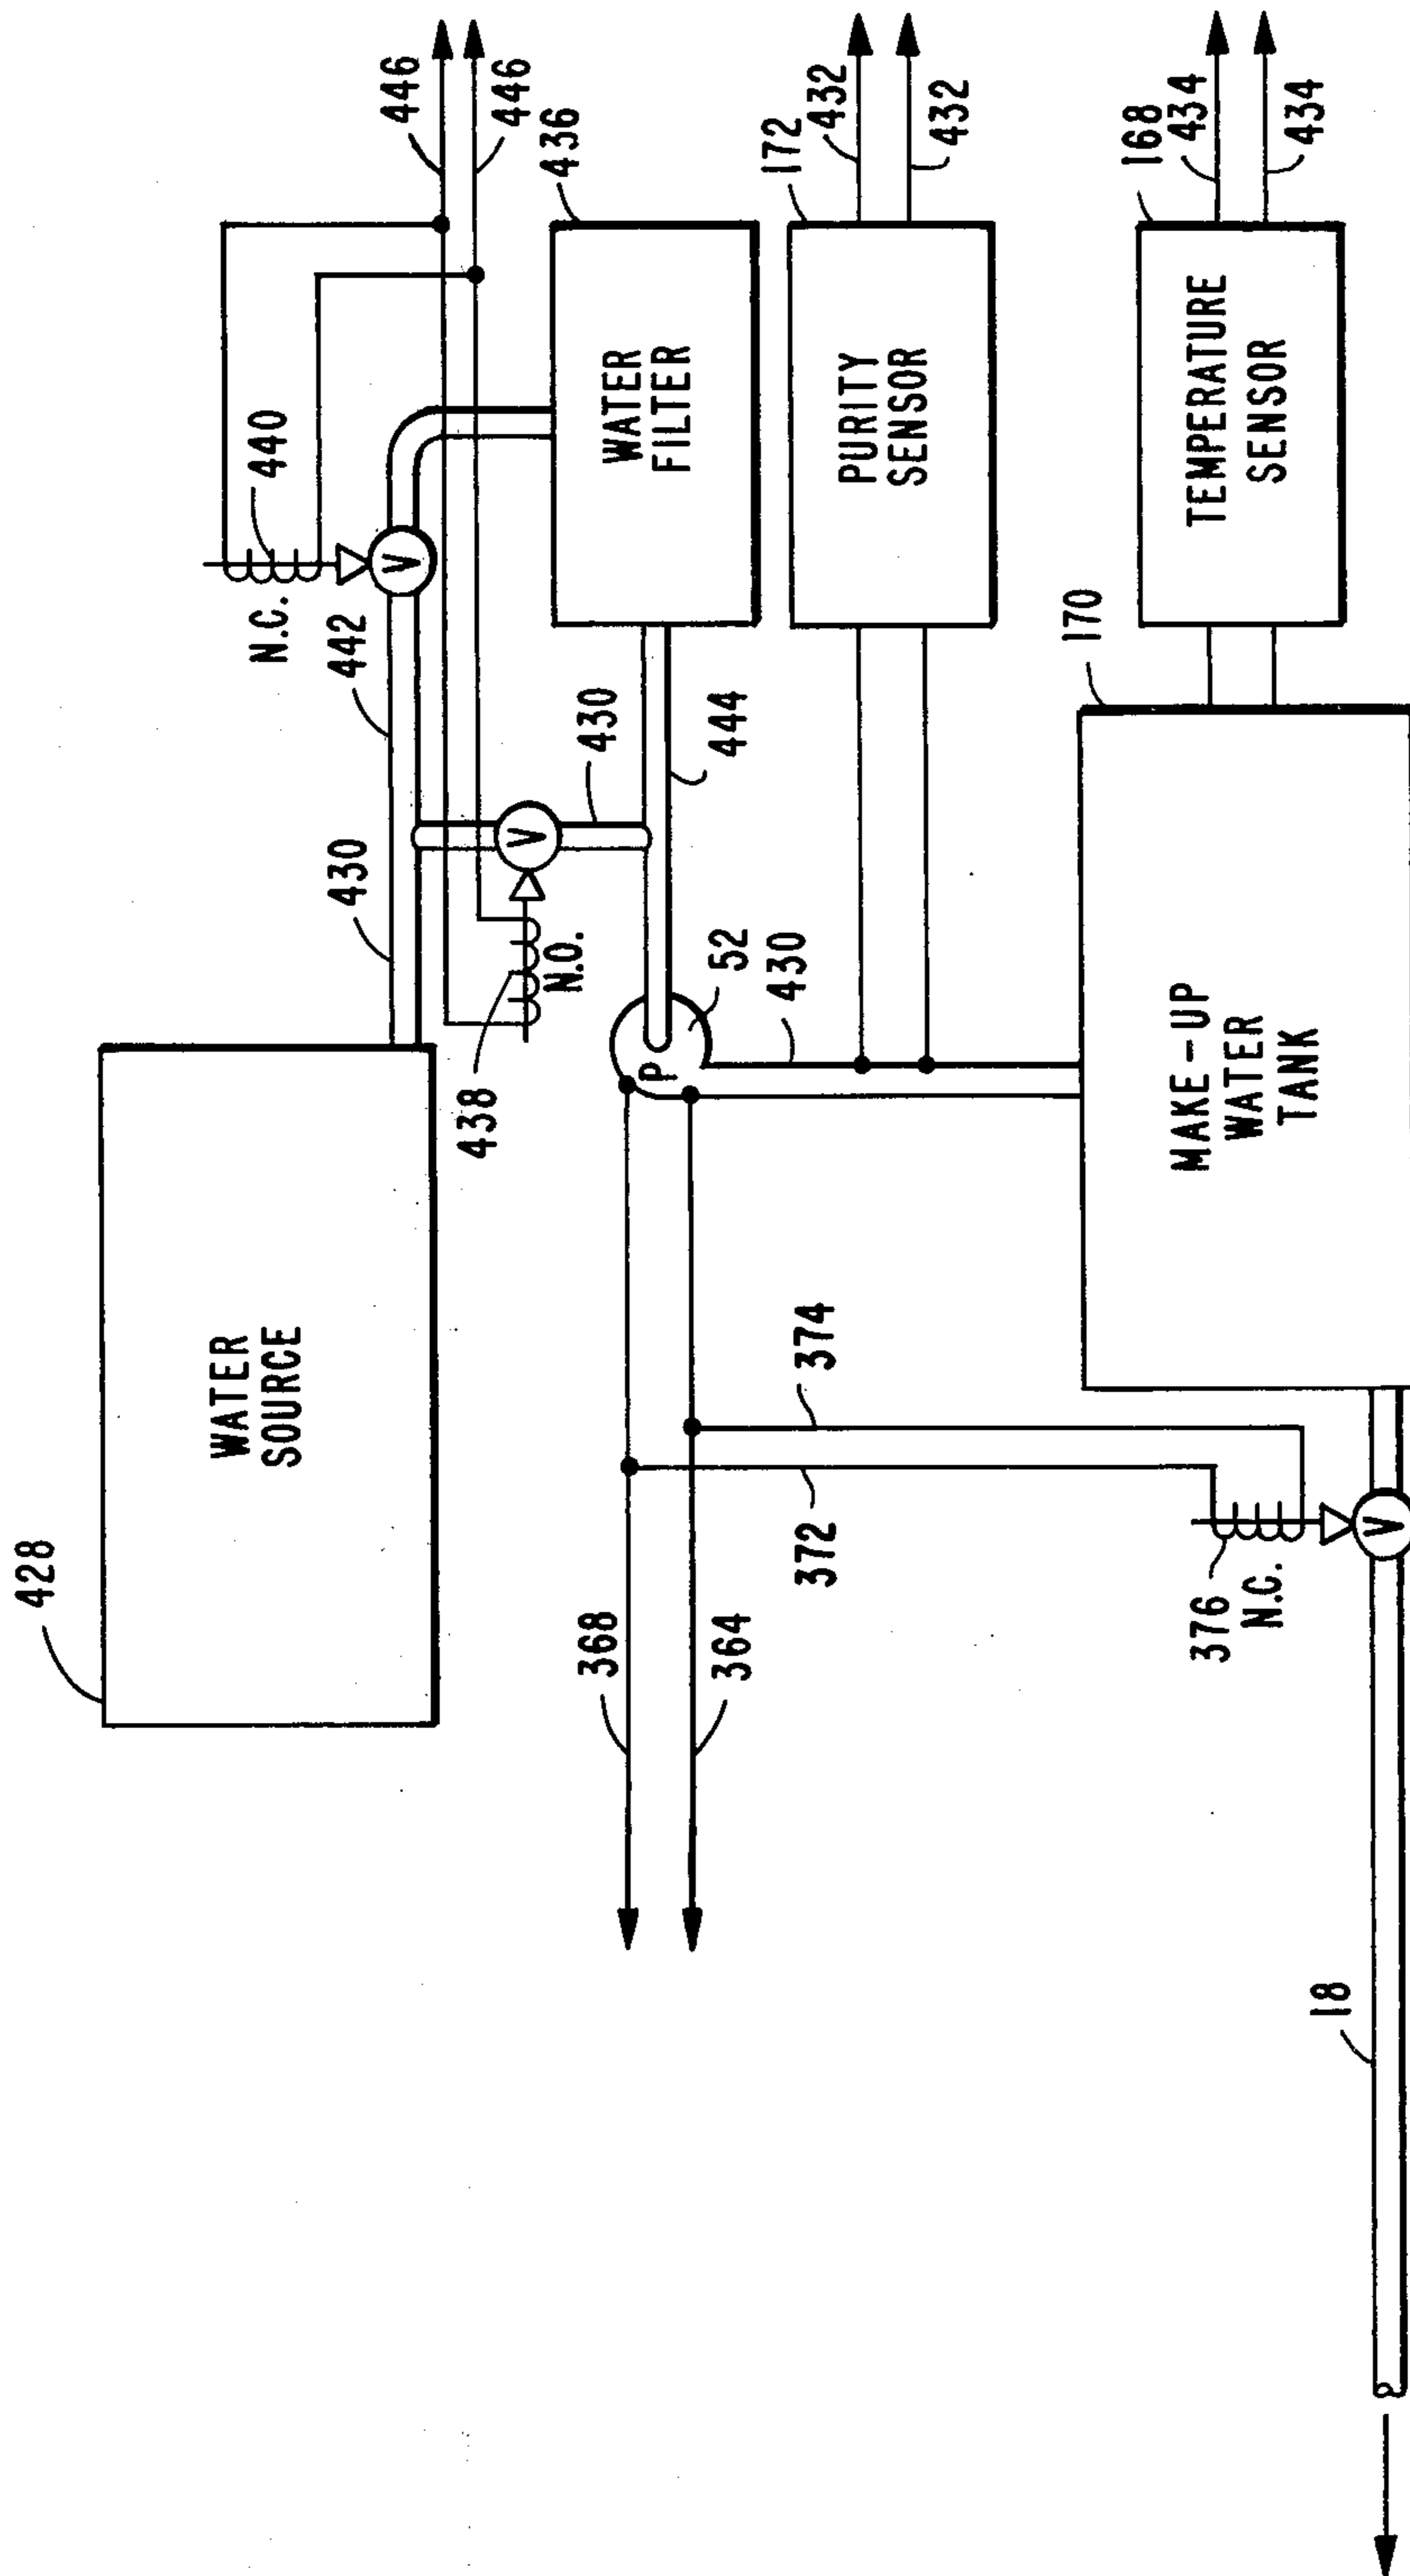 428
WATER
SOURCE
430
442
N.C.
440
446
446
436
WATER
FILTER
438
N.O.
430
444
52
430
P
V
V
172
432
432
PURITY
SENSOR
168
434
434
TEMPERATURE
SENSOR
170
MAKE-UP
WATER
TANK
368
364
372
374
376
N.C.
V
18